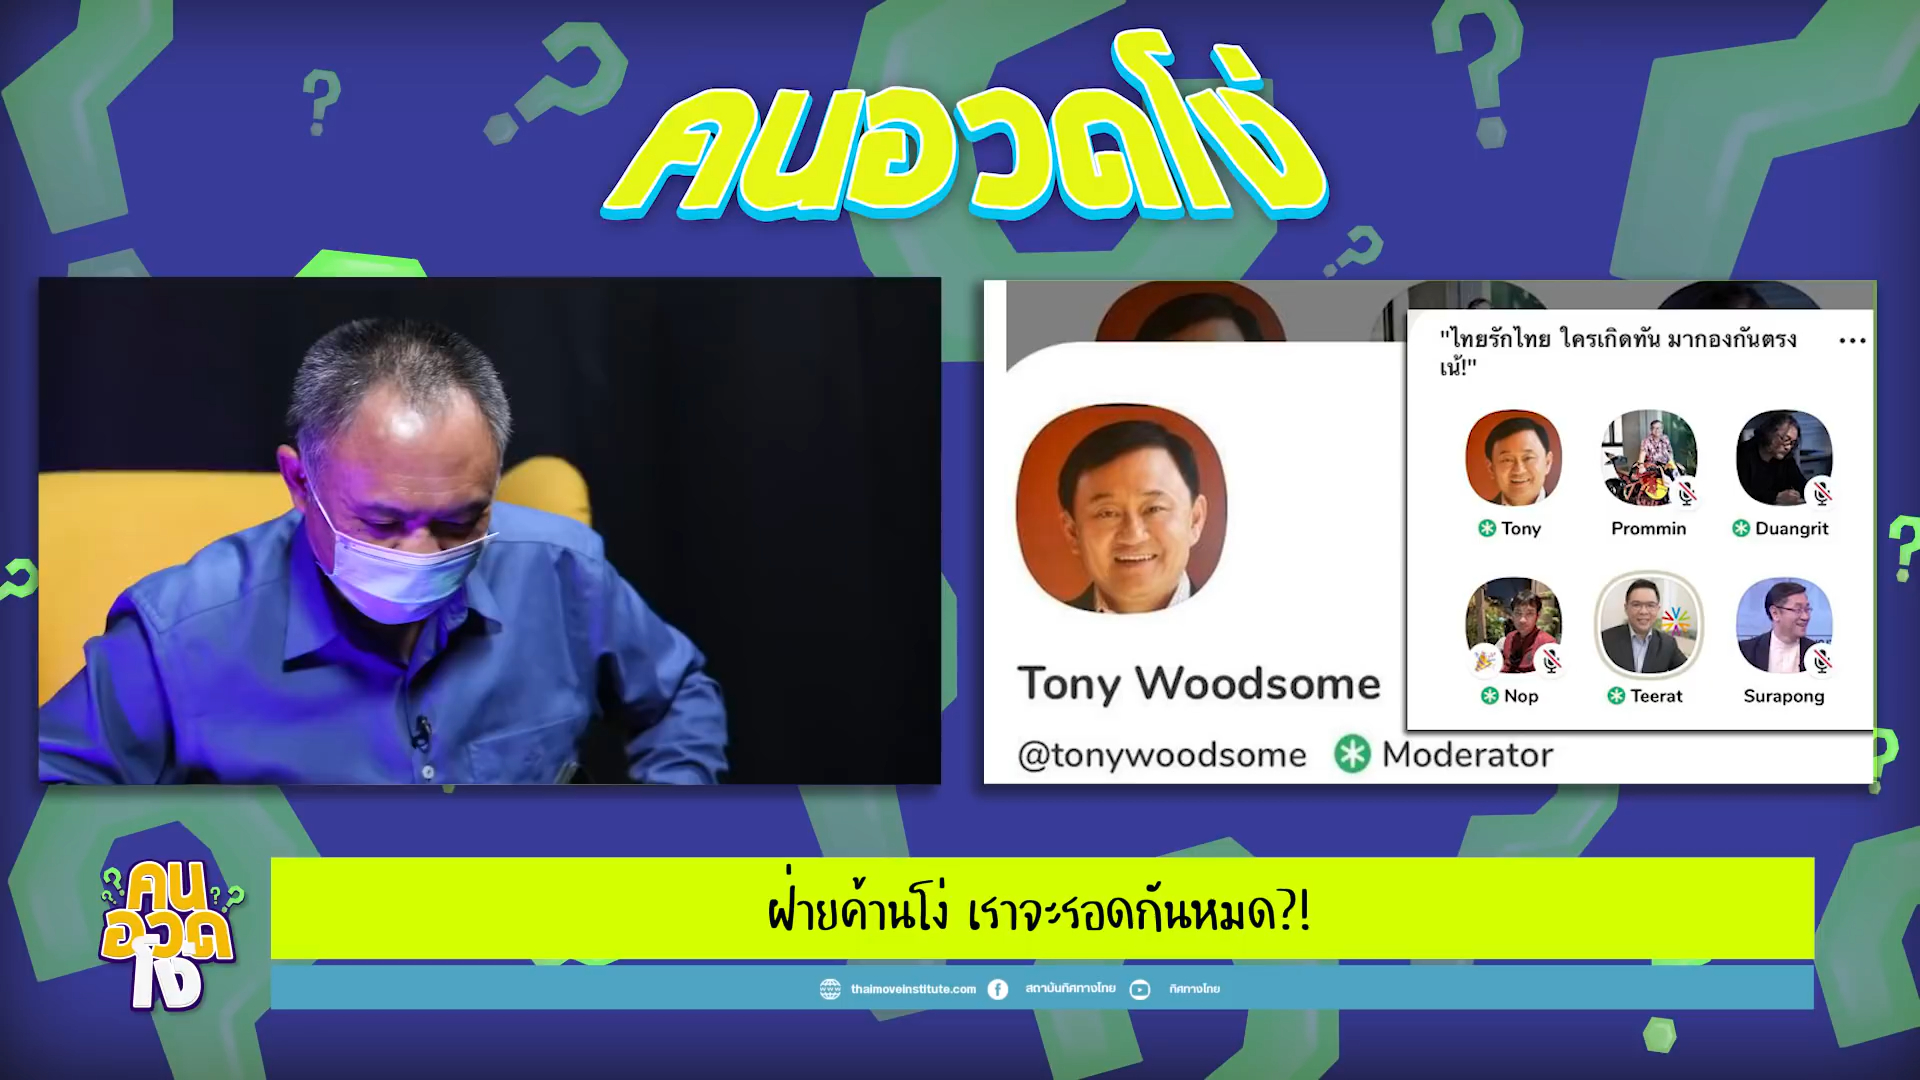 คนอวดโง่
"ไทยรักไทย ใครเกิดทัน มากองกันตรง
เน้!"
Tony
Prommin
Duangrit
Nop
Teerat
Surapong
Tony Woodsome
@tonywoodsome Moderator
คน
อวด
โง่
ฝ่ายค้านโง่ เราจะรอดกันหมด?!
www thaimoveinstitute.com f สถาบันทิศทางไทย ทิศทางไทย